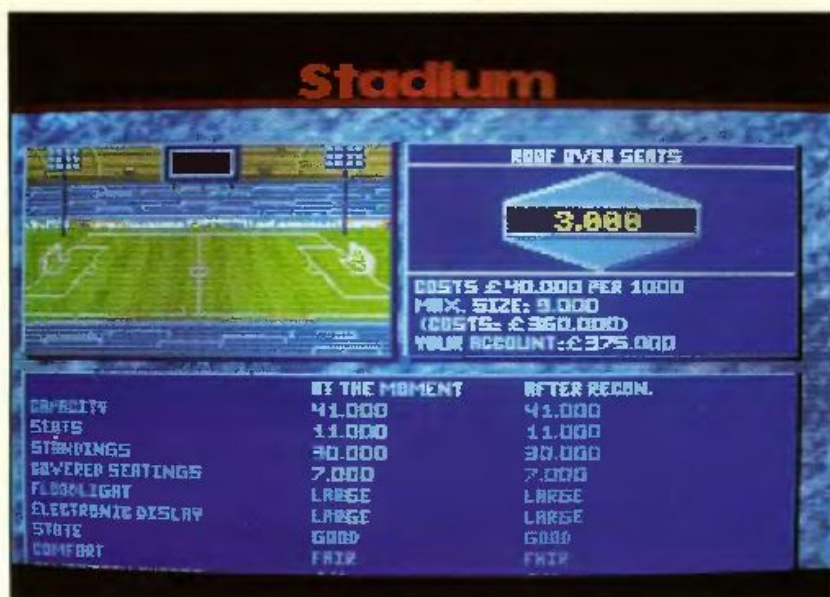 Stadium
ROOF OVER SEATS
3.000
COSTS £40.000 PER 1000
MAX. SIZE: 9.000
(COSTS: £360.000)
YOUR ACCOUNT:£375.000
AT THE MOMENT AFTER RECON.
CAPACITY 41.000 41.000
SEATS 11.000 11.000
STANDINGS 30.000 30.000
COVERED SEATINGS 7.000 7.000
FLOODLIGHT LARGE LARGE
ELECTRONIC DISLAY LARGE LARGE
STATE GOOD GOOD
COMFORT FAIR FAIR